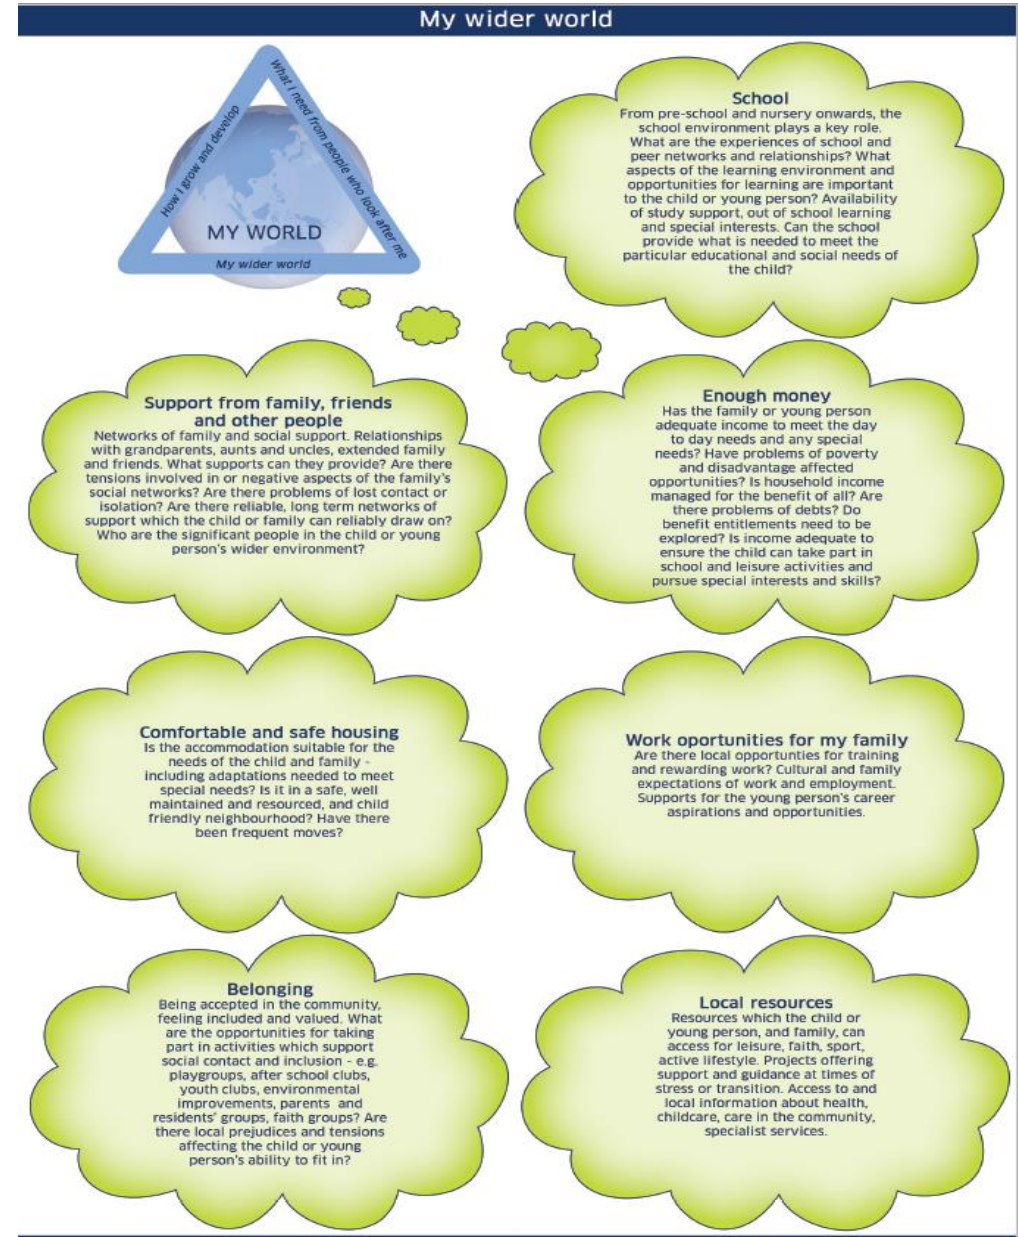 My wider world
How I grow and develop
What I need from people who look after me
MY WORLD
My wider world
School
From pre-school and nursery onwards, the
school environment plays a key role.
What are the experiences of school and
peer networks and relationships? What
aspects of the learning environment and
opportunities for learning are important
to the child or young person? Availability
of study support, out of school learning
and special interests. Can the school
provide what is needed to meet the
particular educational and social needs of
the child?
Support from family, friends
and other people
Networks of family and social support. Relationships
with grandparents, aunts and uncles, extended family
and friends. What supports can they provide? Are there
tensions involved in or negative aspects of the family's
social networks? Are there problems of lost contact or
isolation? Are there reliable, long term networks of
support which the child or family can reliably draw on?
Who are the significant people in the child or young
person's wider environment?
Enough money
Has the family or young person
adequate income to meet the day
to day needs and any special
needs? Have problems of poverty
and disadvantage affected
opportunities? Is household income
managed for the benefit of all? Are
there problems of debts? Do
benefit entitlements need to be
explored? Is income adequate to
ensure the child can take part in
school and leisure activities and
pursue special interests and skills?
Comfortable and safe housing
Is the accommodation suitable for the
needs of the child and family -
including adaptations needed to meet
special needs? Is it in a safe, well
maintained and resourced, and child
friendly neighbourhood? Have there
been frequent moves?
Work oportunities for my family
Are there local opportunties for training
and rewarding work? Cultural and family
expectations of work and employment.
Supports for the young person's career
aspirations and opportunities.
Belonging
Being accepted in the community,
feeling included and valued. What
are the opportunities for taking
part in activities which support
social contact and inclusion - e.g.
playgroups, after school clubs,
youth clubs, environmental
improvements, parents and
residents' groups, faith groups? Are
there local prejudices and tensions
affecting the child or young
person's ability to fit in?
Local resources
Resources which the child or
young person, and family, can
access for leisure, faith, sport,
active lifestyle. Projects offering
support and guidance at times of
stress or transition. Access to and
local information about health,
childcare, care in the community,
specialist services.